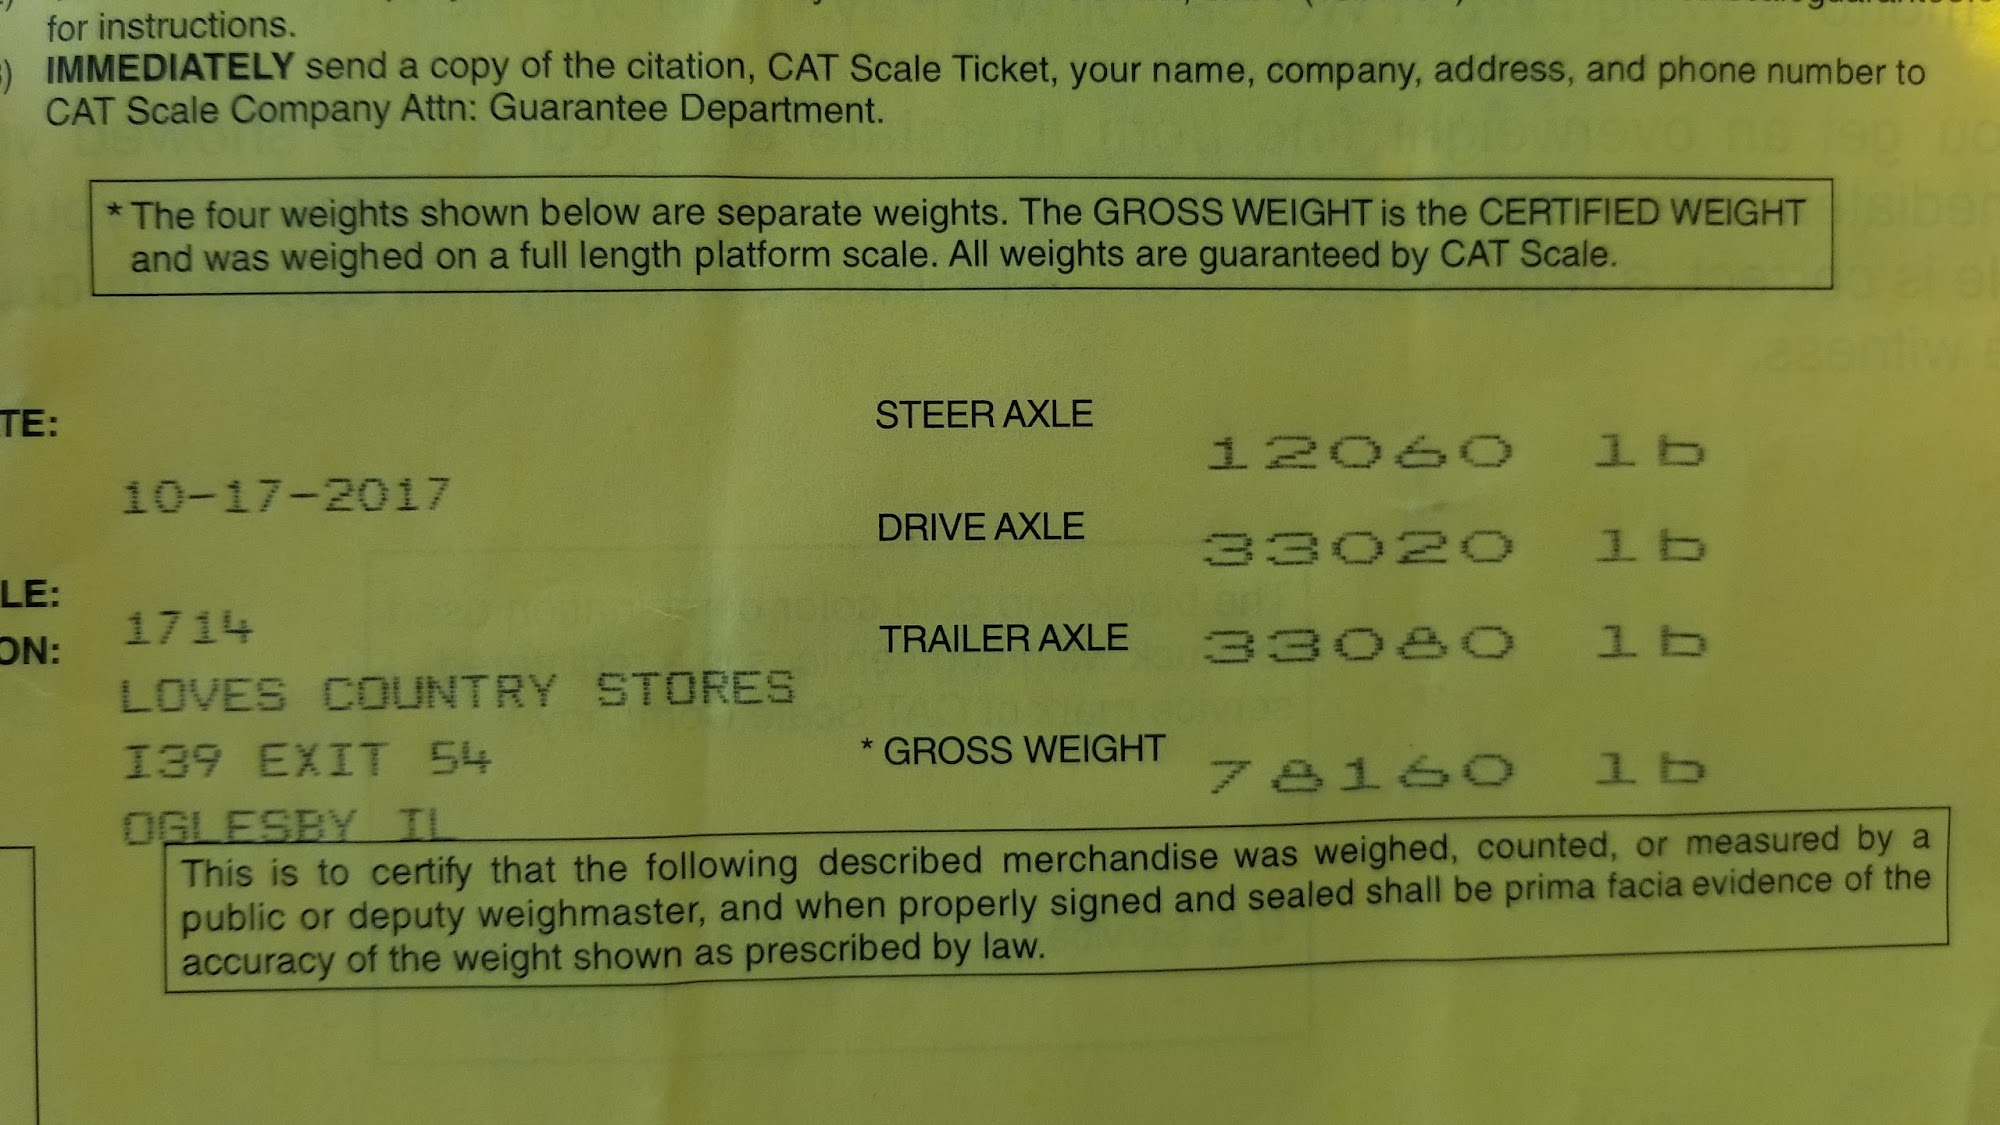 for instructions.
IMMEDIATELY send a copy of the citation, CAT Scale Ticket, your name, company, address, and phone number to
CAT Scale Company Attn: Guarantee Department.
* The four weights shown below are separate weights. The GROSS WEIGHT is the CERTIFIED WEIGHT
and was weighed on a full length platform scale. All weights are guaranteed by CAT Scale.
TE:
10-17-2017
LE:
1714
ON:
LOVES COUNTRY STORES
I39 EXIT 54
OGLESBY IL
STEER AXLE 12060 lb
DRIVE AXLE 33020 lb
TRAILER AXLE 33080 lb
* GROSS WEIGHT 78160 lb
This is to certify that the following described merchandise was weighed, counted, or measured by a
public or deputy weighmaster, and when properly signed and sealed shall be prima facia evidence of the
accuracy of the weight shown as prescribed by law.